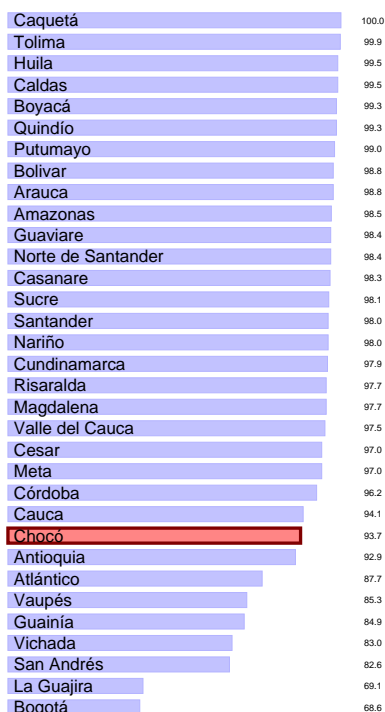 Caquetá 100.0
Tolima 99.9
Huila 99.5
Caldas 99.5
Boyacá 99.3
Quindío 99.3
Putumayo 99.0
Bolivar 98.8
Arauca 98.8
Amazonas 98.5
Guaviare 98.4
Norte de Santander 98.4
Casanare 98.3
Sucre 98.1
Santander 98.0
Nariño 98.0
Cundinamarca 97.9
Risaralda 97.7
Magdalena 97.7
Valle del Cauca 97.5
Cesar 97.0
Meta 97.0
Córdoba 96.2
Cauca 94.1
Chocó 93.7
Antioquia 92.9
Atlántico 87.7
Vaupés 85.3
Guainía 84.9
Vichada 83.0
San Andrés 82.6
La Guajira 69.1
Bogotá 68.6